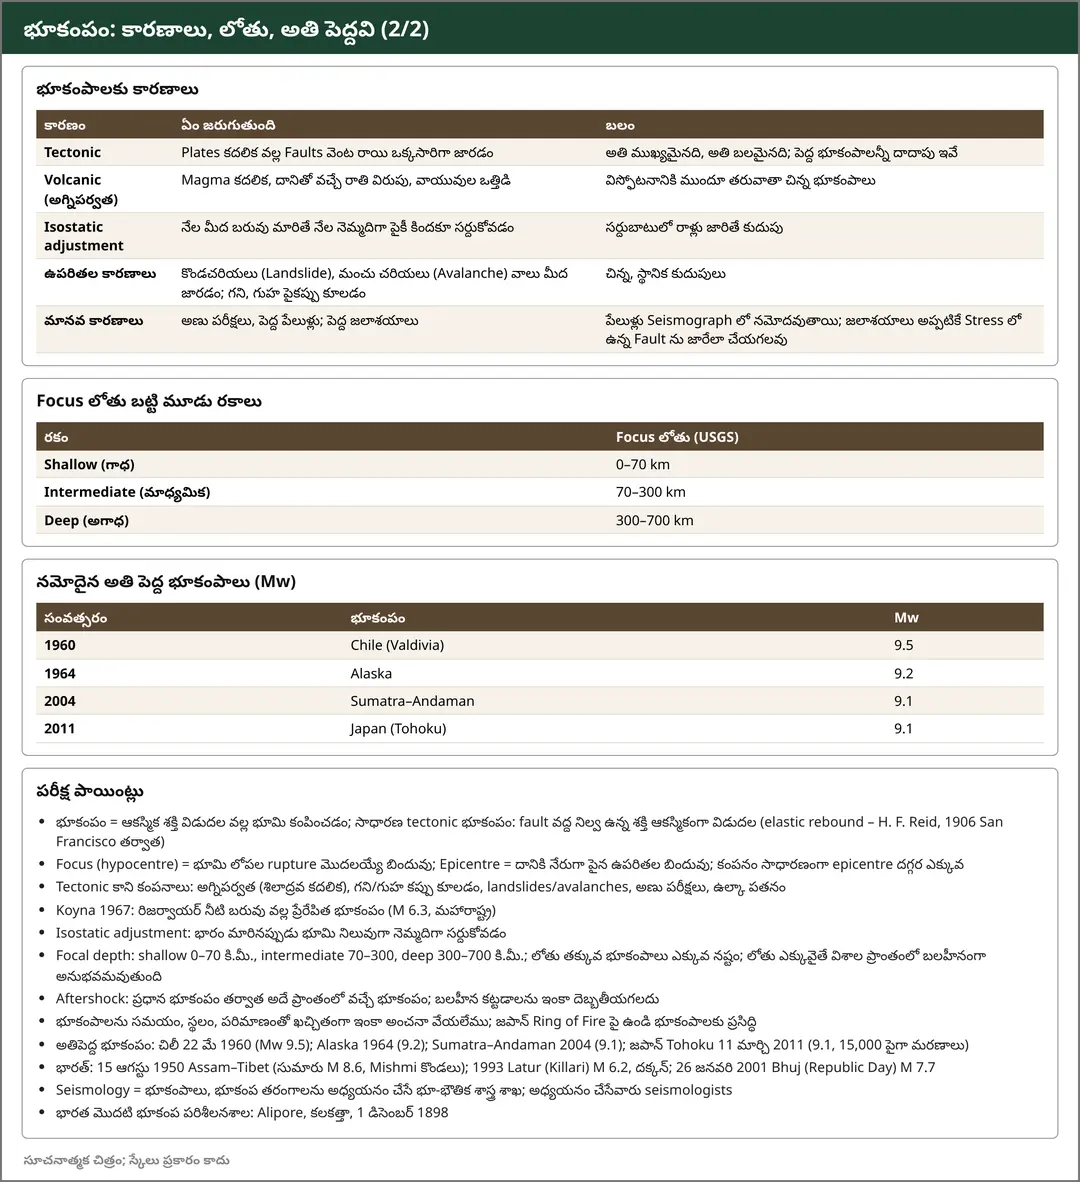 భూకంపం: కారణాలు, లోతు, అతి పెద్దవి (2/2)
భూకంపాలకు కారణాలు
కారణం ఏం జరుగుతుంది బలం
Tectonic Plates కదలిక వల్ల Faults వెంట రాయి ఒక్కసారిగా జారడం అతి ముఖ్యమైనది, అతి బలమైనది; పెద్ద భూకంపాలన్నీ దాదాపు ఇవే
Volcanic Magma కదలిక, దానితో వచ్చే రాతి విరుపు, వాయువుల ఒత్తిడి విస్ఫోటనానికి ముందూ తరువాతా చిన్న భూకంపాలు
(అగ్నిపర్వత)
Isostatic నేల మీద బరువు మారితే నేల నెమ్మదిగా పైకీ కిందకూ సర్దుకోవడం సర్దుబాటులో రాళ్లు జారితే కుదుపు
adjustment
ఉపరితల కారణాలు కొండచరియలు (Landslide), మంచు చరియలు (Avalanche) వాలు మీద చిన్న, స్థానిక కుదుపులు
జారడం; గని, గుహ పైకప్పు కూలడం
మానవ కారణాలు అణు పరీక్షలు, పెద్ద పేలుళ్లు; పెద్ద జలాశయాలు పేలుళ్లు Seismograph లో నమోదవుతాయి; జలాశయాలు అప్పటికే Stress లో
ఉన్న Fault ను జారేలా చేయగలవు
Focus లోతు బట్టి మూడు రకాలు
రకం Focus లోతు (USGS)
Shallow (గాధ) 0–70 km
Intermediate (మాధ్యమిక) 70–300 km
Deep (అగాధ) 300–700 km
నమోదైన అతి పెద్ద భూకంపాలు (Mw)
సంవత్సరం భూకంపం Mw
1960 Chile (Valdivia) 9.5
1964 Alaska 9.2
2004 Sumatra–Andaman 9.1
2011 Japan (Tohoku) 9.1
పరీక్ష పాయింట్లు
• భూకంపం = ఆకస్మిక శక్తి విడుదల వల్ల భూమి కంపించడం; సాధారణ tectonic భూకంపం: fault వద్ద నిల్వ ఉన్న శక్తి ఆకస్మికంగా విడుదల (elastic rebound – H. F. Reid, 1906 San
Francisco తర్వాత)
• Focus (hypocentre) = భూమి లోపల rupture మొదలయ్యే బిందువు; Epicentre = దానికి నేరుగా పైన ఉపరితల బిందువు; కంపనం సాధారణంగా epicentre దగ్గర ఎక్కువ
• Tectonic కాని కంపనాలు: అగ్నిపర్వత (శిలాద్రవ కదలిక), గని/గుహ కప్పు కూలడం, landslides/avalanches, అణు పరీక్షలు, ఉల్కా పతనం
• Koyna 1967: రిజర్వాయర్ నీటి బరువు వల్ల ప్రేరేపిత భూకంపం (M 6.3, మహారాష్ట్ర)
• Isostatic adjustment: భారం మారినప్పుడు భూమి నిలువుగా నెమ్మదిగా సర్దుకోవడం
• Focal depth: shallow 0–70 కి.మీ., intermediate 70–300, deep 300–700 కి.మీ.; లోతు తక్కువ భూకంపాలు ఎక్కువ నష్టం; లోతు ఎక్కువైతే విశాల ప్రాంతంలో బలహీనంగా
అనుభవమవుతుంది
• Aftershock: ప్రధాన భూకంపం తర్వాత అదే ప్రాంతంలో వచ్చే భూకంపం; బలహీన కట్టడాలను ఇంకా దెబ్బతీయగలదు
• భూకంపాలను సమయం, స్థలం, పరిమాణంతో ఖచ్చితంగా ఇంకా అంచనా వేయలేము; జపాన్ Ring of Fire పై ఉండి భూకంపాలకు ప్రసిద్ధి
• అతిపెద్ద భూకంపం: చిలీ 22 మే 1960 (Mw 9.5); Alaska 1964 (9.2); Sumatra–Andaman 2004 (9.1); జపాన్ Tohoku 11 మార్చి 2011 (9.1, 15,000 పైగా మరణాలు)
• భారత్: 15 ఆగస్టు 1950 Assam–Tibet (సుమారు M 8.6, Mishmi కొండలు); 1993 Latur (Killari) M 6.2, దక్కన్; 26 జనవరి 2001 Bhuj (Republic Day) M 7.7
• Seismology = భూకంపాలు, భూకంప తరంగాలను అధ్యయనం చేసే భూ-భౌతిక శాస్త్ర శాఖ; అధ్యయనం చేసేవారు seismologists
• భారత మొదటి భూకంప పరిశీలనశాల: Alipore, కలకత్తా, 1 డిసెంబర్ 1898
సూచనాత్మక చిత్రం; స్కేలు ప్రకారం కాదు